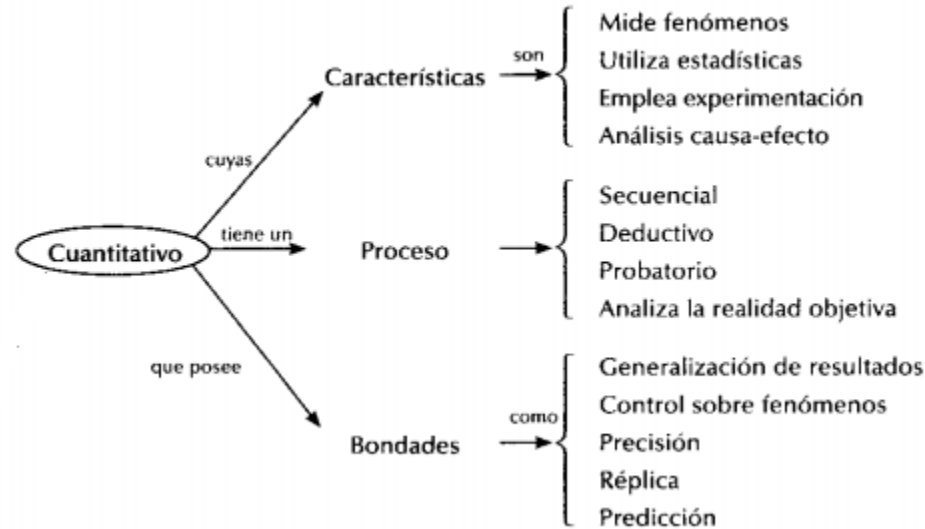 Mide fenómenos
son
Utiliza estadísticas
Características
Emplea experimentación
Análisis causa-efecto
cuyas
Secuencial
tiene un
Deductivo
Cuantitativo
Proceso
Probatorio
Analiza la realidad objetiva
que posee
Generalización de resultados
como
Control sobre fenómenos
Bondades
Precisión
Réplica
Predicción